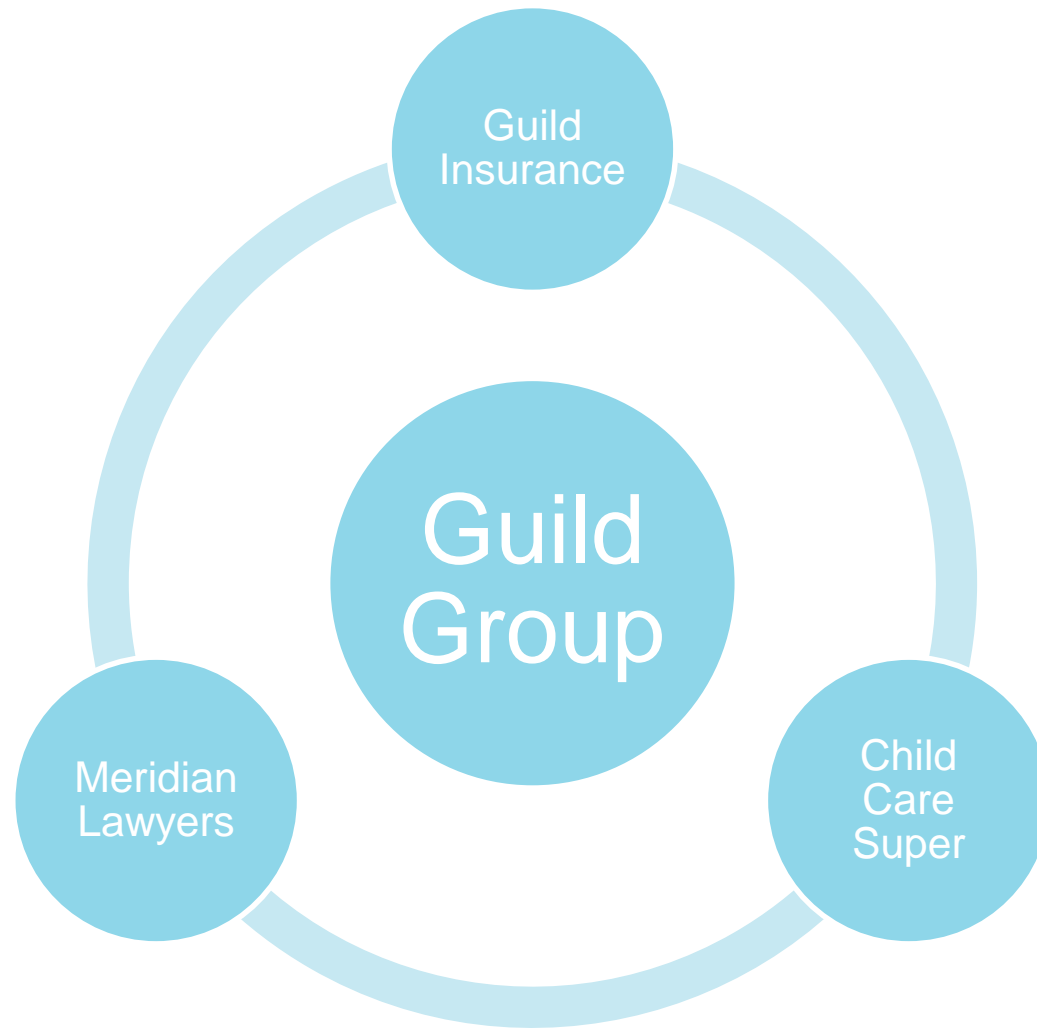 Guild
Insurance
Guild
Group
Meridian
Lawyers
Child
Care
Super